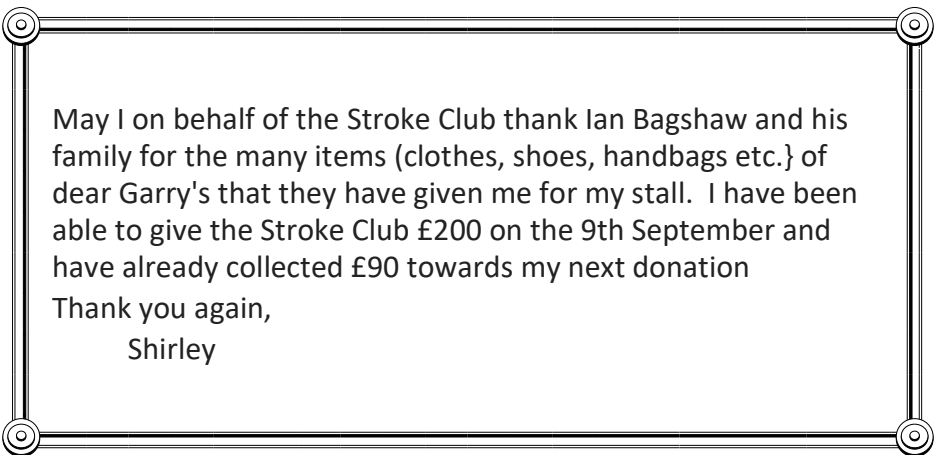 May I on behalf of the Stroke Club thank Ian Bagshaw and his
family for the many items (clothes, shoes, handbags etc.} of
dear Garry's that they have given me for my stall.  I have been
able to give the Stroke Club £200 on the 9th September and
have already collected £90 towards my next donation
Thank you again,
Shirley